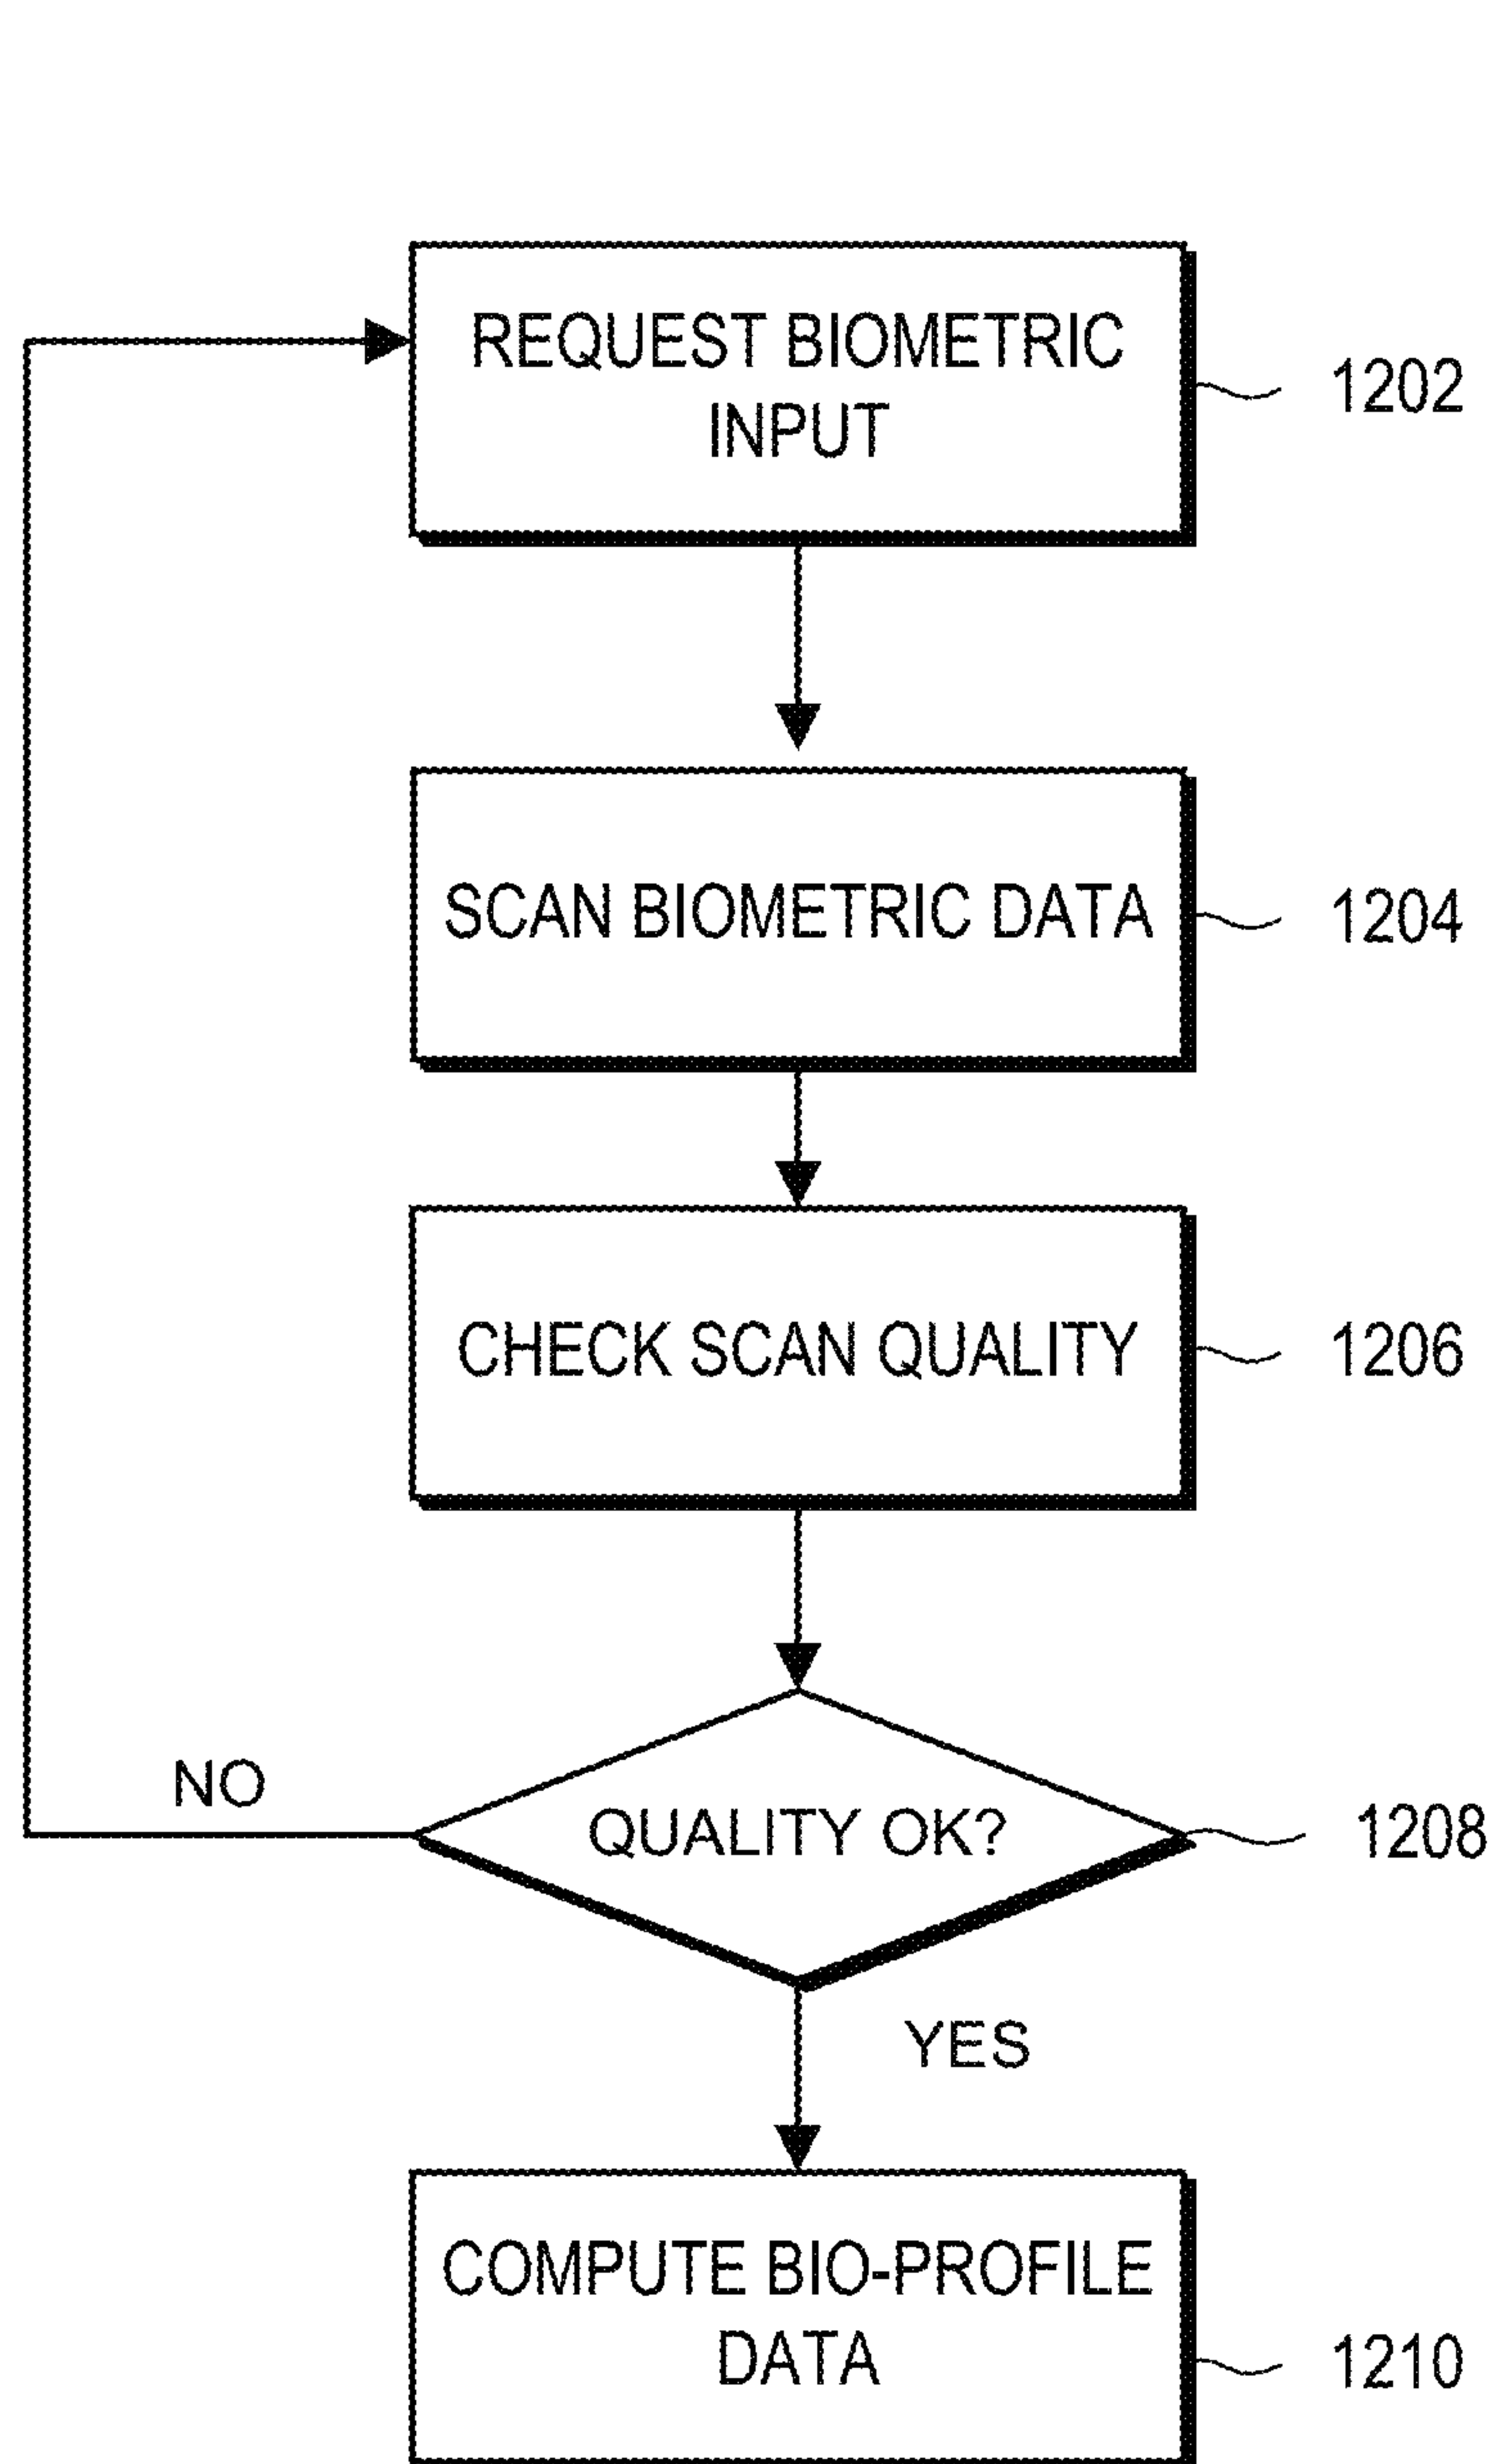 REQUEST BIOMETRIC
INPUT
1202
SCAN BIOMETRIC DATA
1204
CHECK SCAN QUALITY
1206
NO
QUALITY OK?
1208
YES
COMPUTE BIO-PROFILE
DATA
1210